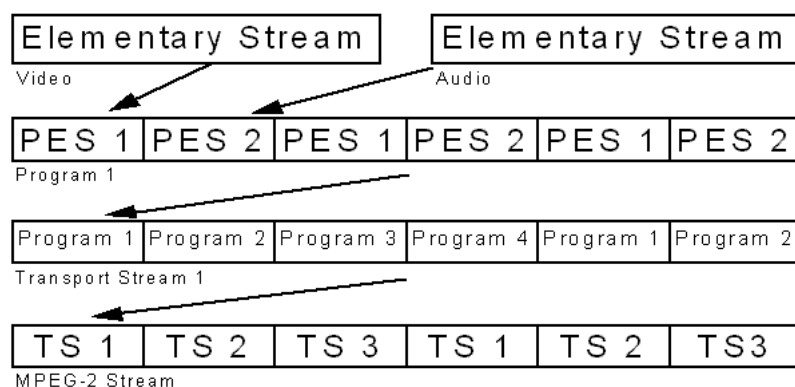 Elementary Stream Elementary Stream
Video Audio
PES 1 PES 2 PES 1 PES 2 PES 1 PES 2
Program 1
Program 1 Program 2 Program 3 Program 4 Program 1 Program 2
Transport Stream 1
TS 1 TS 2 TS 3 TS 1 TS 2 TS3
MPEG-2 Stream